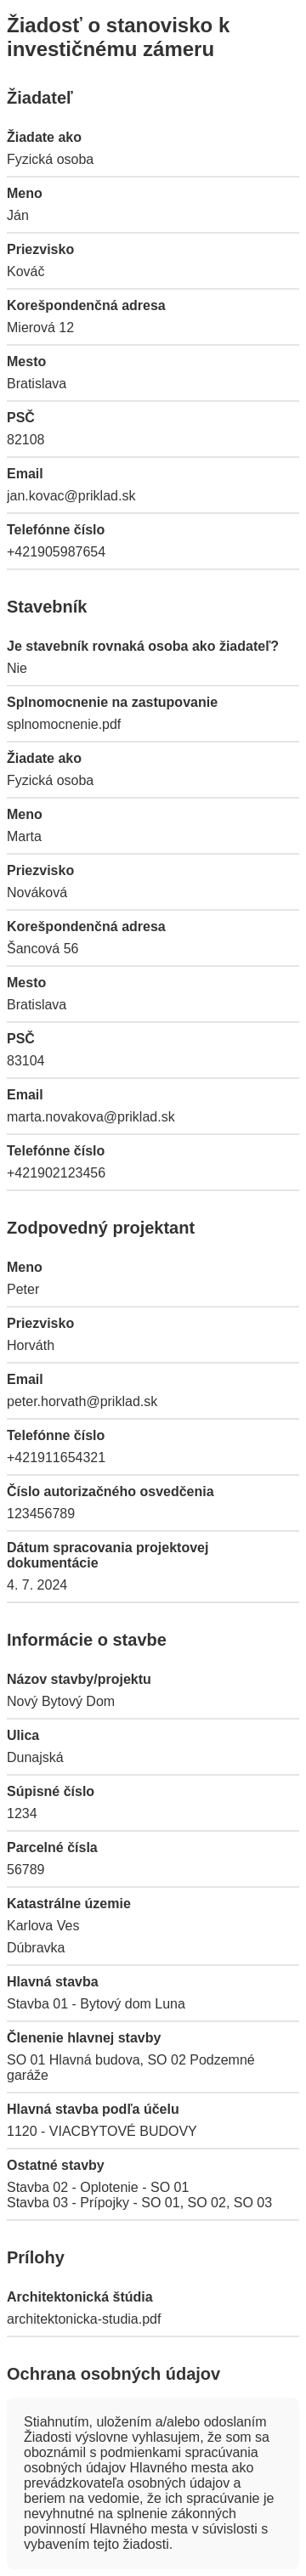 Žiadosť o stanovisko k
investičnému zámeru
Žiadateľ
Žiadate ako
Fyzická osoba
Meno
Ján
Priezvisko
Kováč
Korešpondenčná adresa
Mierová 12
Mesto
Bratislava
PSČ
82108
Email
jan.kovac@priklad.sk
Telefónne číslo
+421905987654
Stavebník
Je stavebník rovnaká osoba ako žiadateľ?
Nie
Splnomocnenie na zastupovanie
splnomocnenie.pdf
Žiadate ako
Fyzická osoba
Meno
Marta
Priezvisko
Nováková
Korešpondenčná adresa
Šancová 56
Mesto
Bratislava
PSČ
83104
Email
marta.novakova@priklad.sk
Telefónne číslo
+421902123456
Zodpovedný projektant
Meno
Peter
Priezvisko
Horváth
Email
peter.horvath@priklad.sk
Telefónne číslo
+421911654321
Číslo autorizačného osvedčenia
123456789
Dátum spracovania projektovej
dokumentácie
4. 7. 2024
Informácie o stavbe
Názov stavby/projektu
Nový Bytový Dom
Ulica
Dunajská
Súpisné číslo
1234
Parcelné čísla
56789
Katastrálne územie
Karlova Ves
Dúbravka
Hlavná stavba
Stavba 01 - Bytový dom Luna
Členenie hlavnej stavby
SO 01 Hlavná budova, SO 02 Podzemné
garáže
Hlavná stavba podľa účelu
1120 - VIACBYTOVÉ BUDOVY
Ostatné stavby
Stavba 02 - Oplotenie - SO 01
Stavba 03 - Prípojky - SO 01, SO 02, SO 03
Prílohy
Architektonická štúdia
architektonicka-studia.pdf
Ochrana osobných údajov
Stiahnutím, uložením a/alebo odoslaním
Žiadosti výslovne vyhlasujem, že som sa
oboznámil s podmienkami spracúvania
osobných údajov Hlavného mesta ako
prevádzkovateľa osobných údajov a
beriem na vedomie, že ich spracúvanie je
nevyhnutné na splnenie zákonných
povinností Hlavného mesta v súvislosti s
vybavením tejto žiadosti.